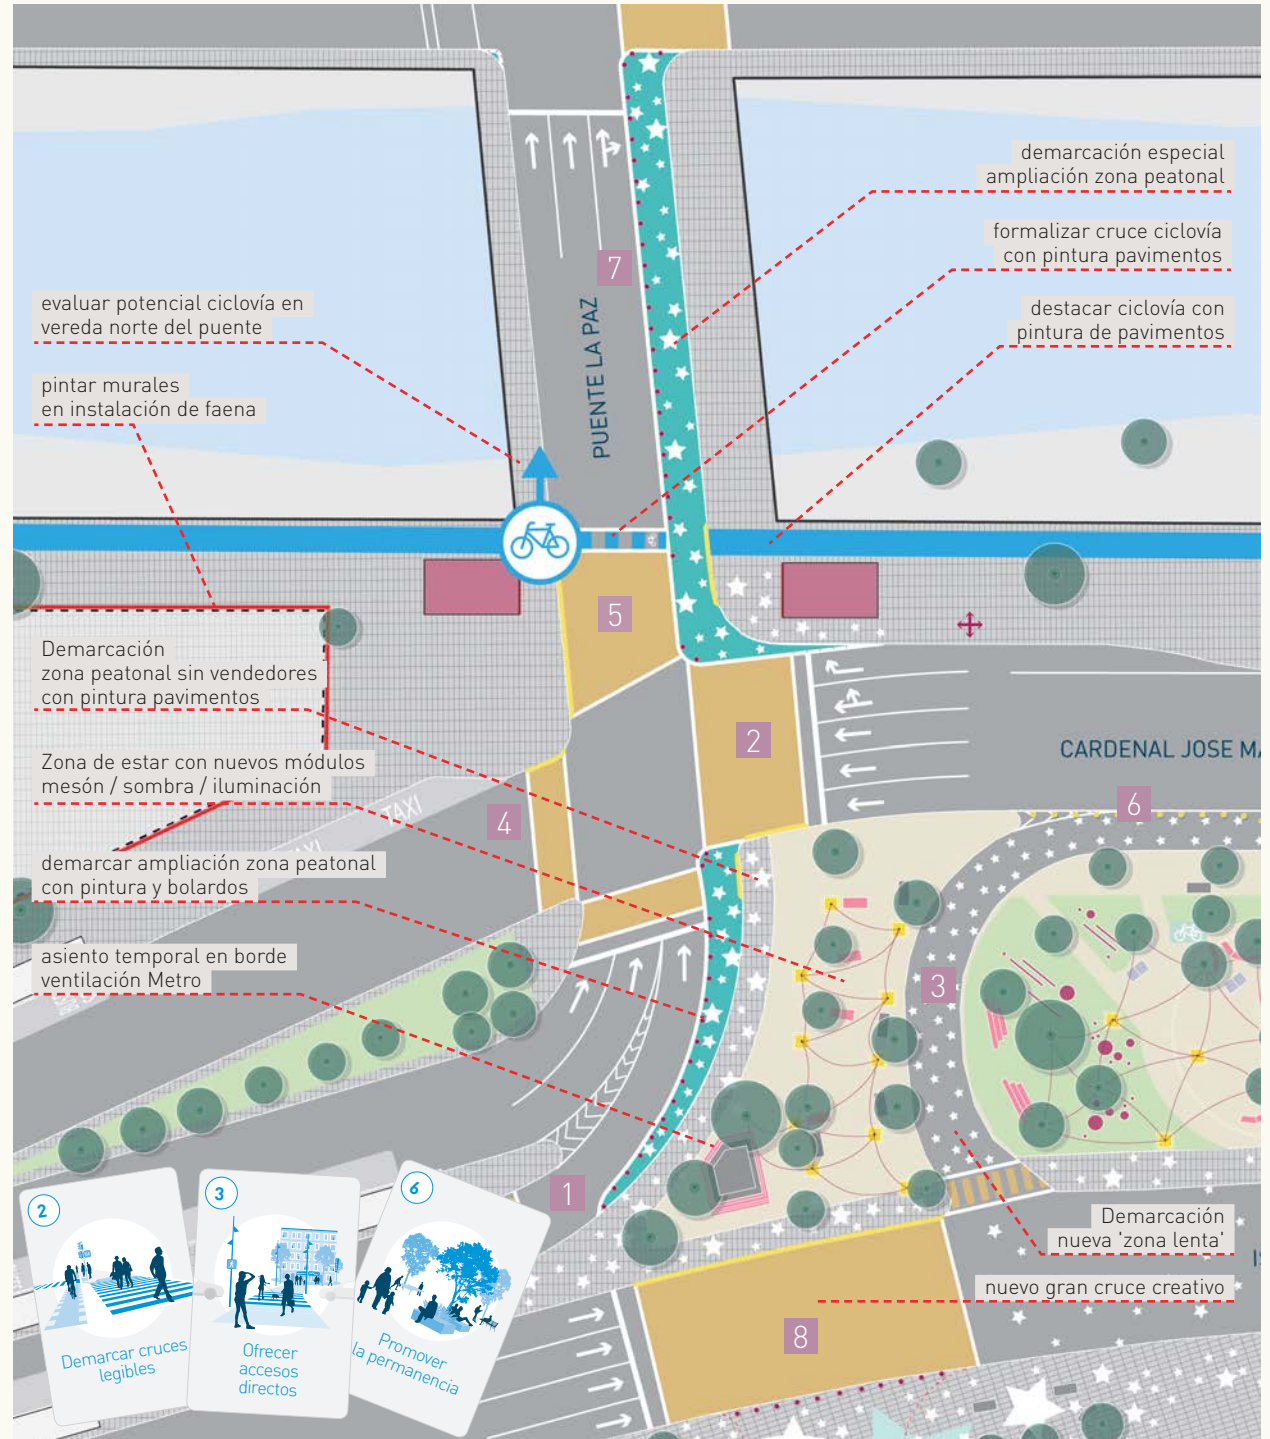 demarcación especial
ampliación zona peatonal
formalizar cruce ciclovía
con pintura pavimentos
destacar ciclovía con
pintura de pavimentos
7
PUENTE LA PAZ
evaluar potencial ciclovía en
vereda norte del puente
pintar murales
en instalación de faena
5
Demarcación
zona peatonal sin vendedores
con pintura pavimentos
2
CARDENAL JOSE MA
Zona de estar con nuevos módulos
mesón / sombra / iluminación
TAXI
4
6
demarcar ampliación zona peatonal
con pintura y bolardos
asiento temporal en borde
ventilación Metro
3
1
2
Demarcar cruces
legibles
3
Ofrecer
accesos
directos
6
Promover
la permanencia
Demarcación
nueva 'zona lenta'
nuevo gran cruce creativo
8